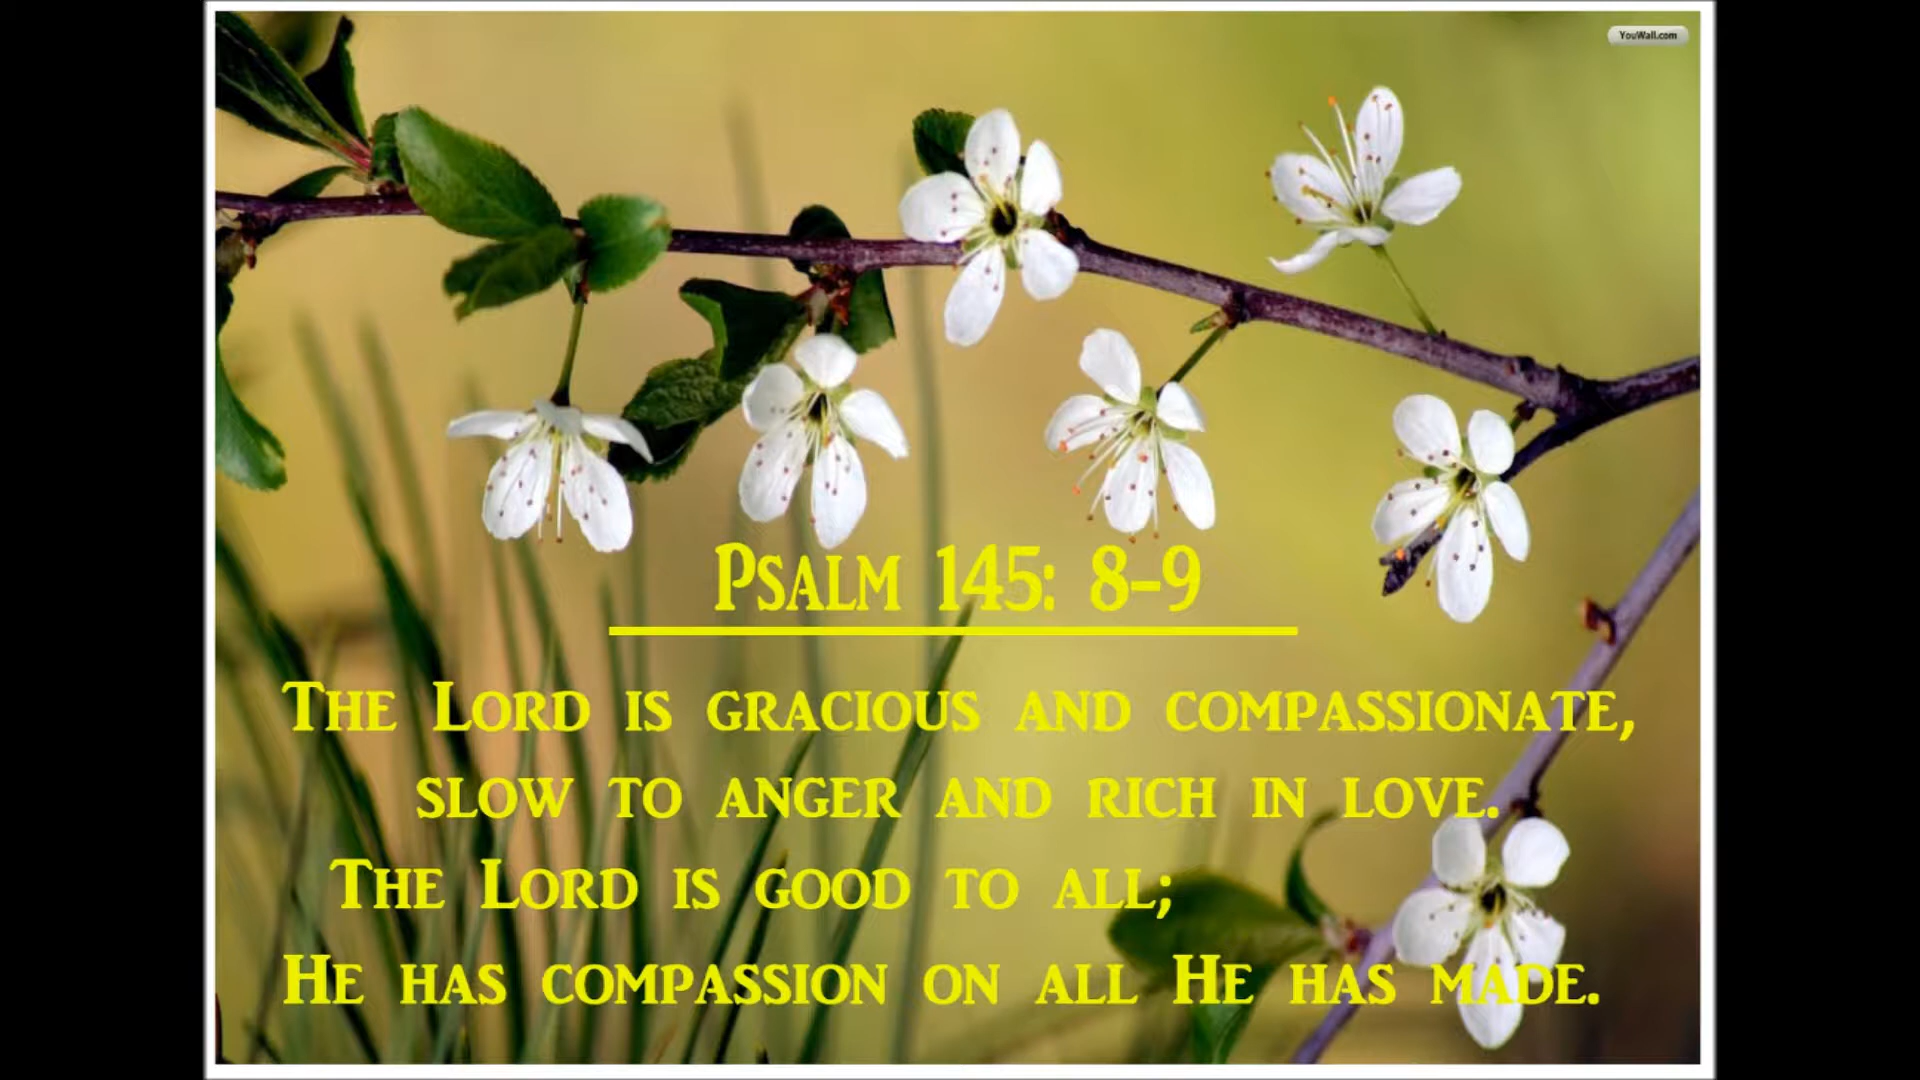 YouWall.com
Psalm 145: 8-9
The Lord is gracious and compassionate,
slow to anger and rich in love.
The Lord is good to all;
He has compassion on all He has made.